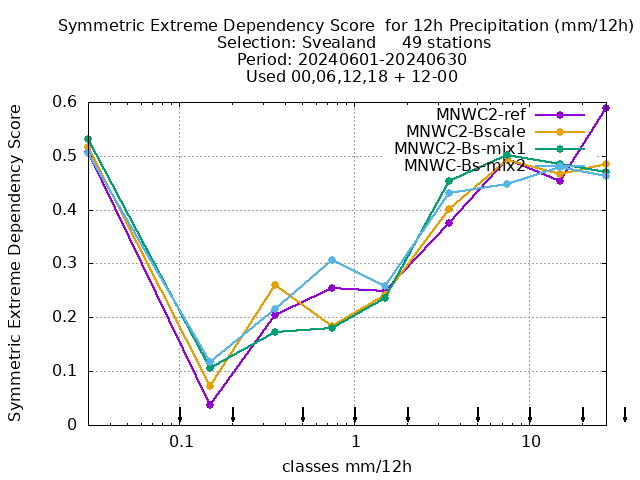 Symmetric Extreme Dependency Score  for 12h Precipitation (mm/12h)
Selection: Svealand     49 stations
Period: 20240601-20240630
Used 00,06,12,18 + 12-00
MNWC2-ref
MNWC2-Bscale
MNWC2-Bs-mix1
MNWC-Bs-mix2
Symmetric Extreme Dependency Score
0.6
0.5
0.4
0.3
0.2
0.1
0
0.1 1 10
classes mm/12h